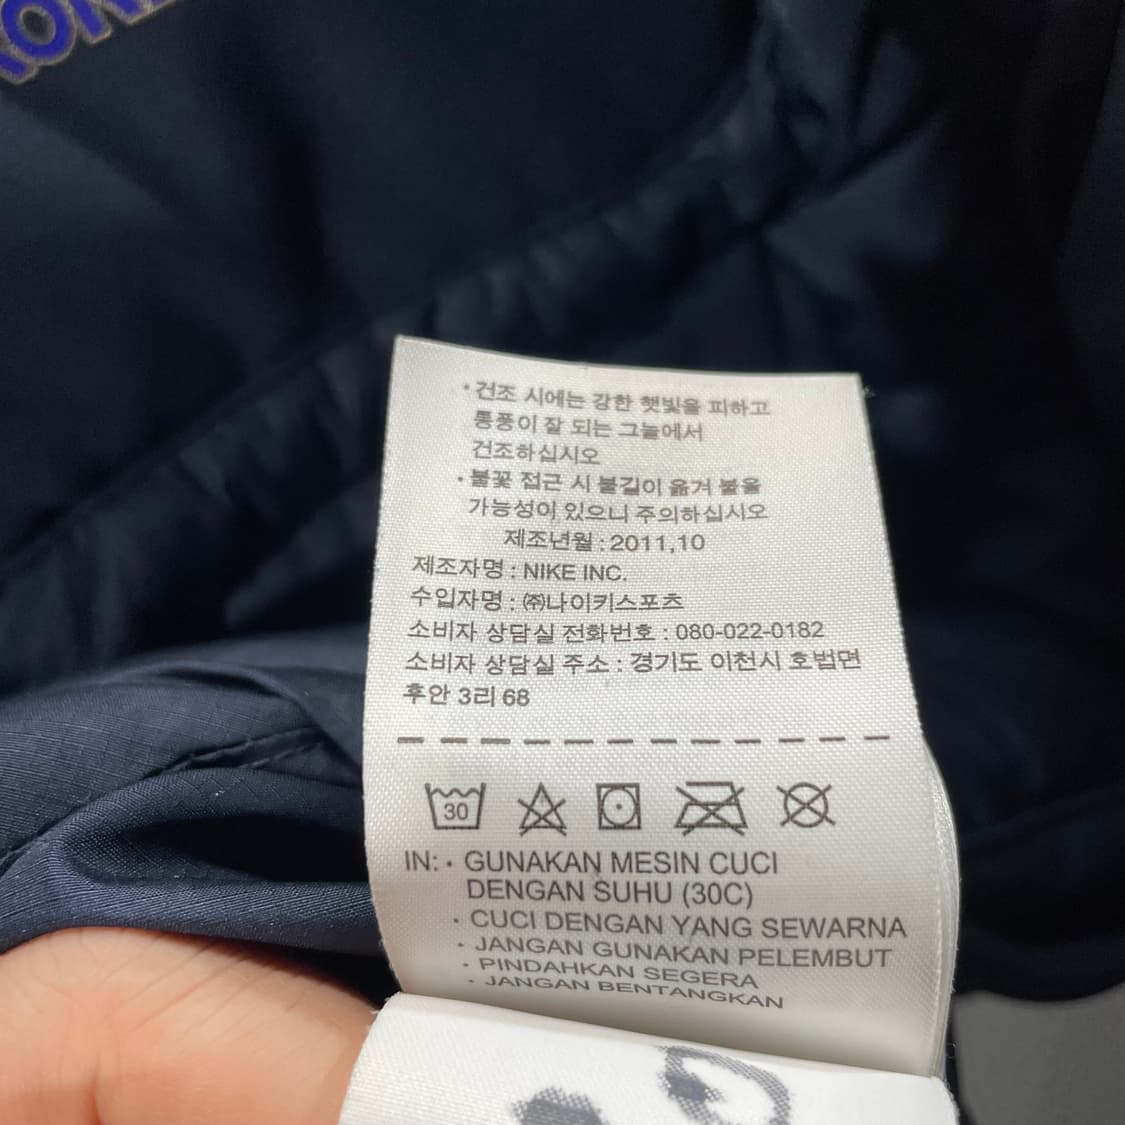 • 건조 시에는 강한 햇빛을 피하고
통풍이 잘 되는 그늘에서
건조하십시오
• 불꽃 접근 시 불길이 옮겨 붙을
가능성이 있으니 주의하십시오
제조년월 : 2011,10
제조자명 : NIKE INC.
수입자명 : ㈜나이키스포츠
소비자 상담실 전화번호 : 080-022-0182
소비자 상담실 주소 : 경기도 이천시 호법면
후안 3리 68
30
IN: • GUNAKAN MESIN CUCI
DENGAN SUHU (30C)
• CUCI DENGAN YANG SEWARNA
• JANGAN GUNAKAN PELEMBUT
• PINDAHKAN SEGERA
• JANGAN BENTANGKAN